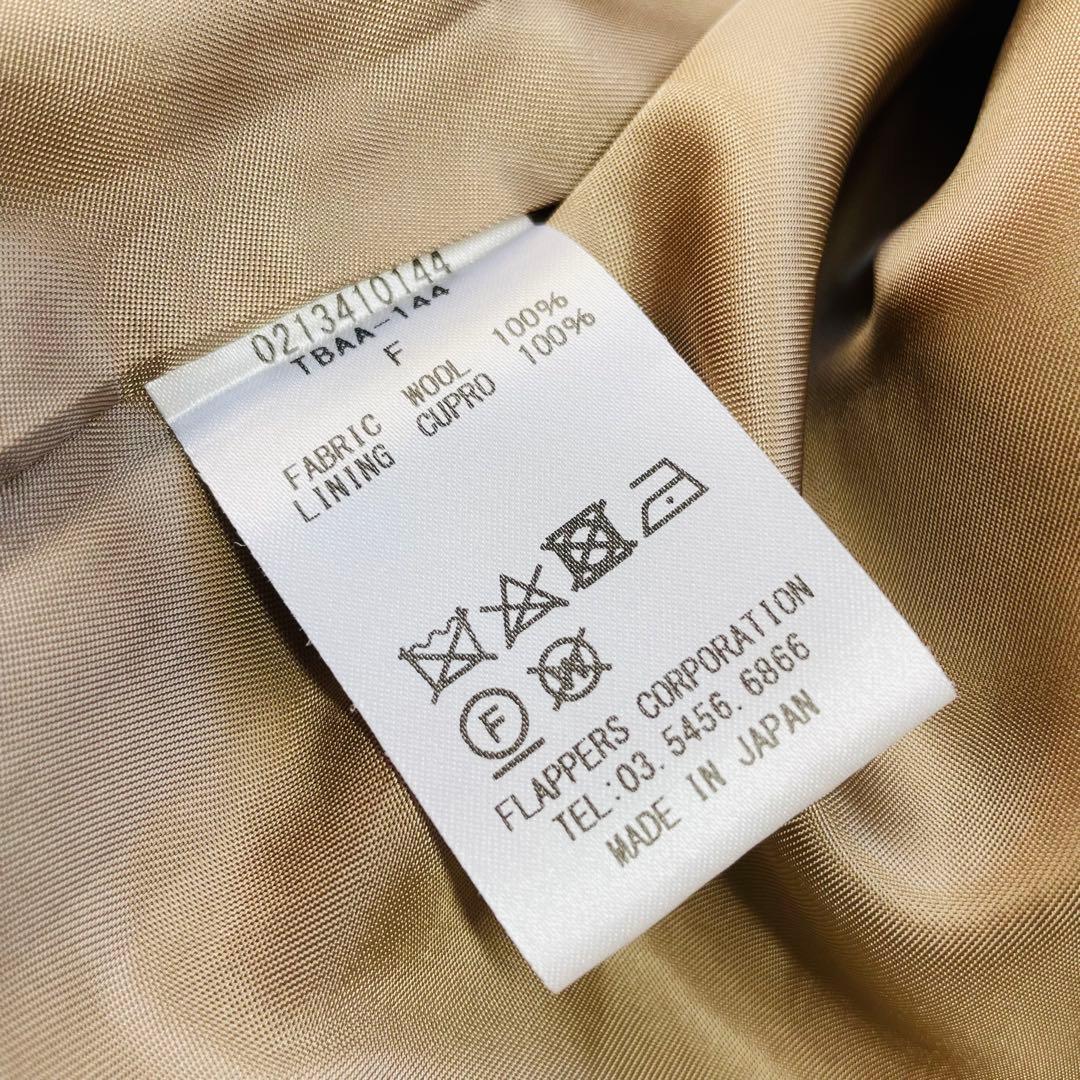 0213410144
TBAA-144
F
FABRIC WOOL 100%
LINING CUPRO 100%
F
W
FLAPPERS CORPORATION
TEL:03.5456.6866
MADE IN JAPAN